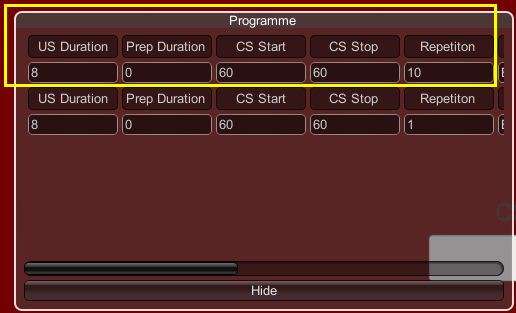 Programme
US Duration Prep Duration CS Start CS Stop Repetiton
8 0 60 60 10
US Duration Prep Duration CS Start CS Stop Repetiton
8 0 60 60 1
Hide